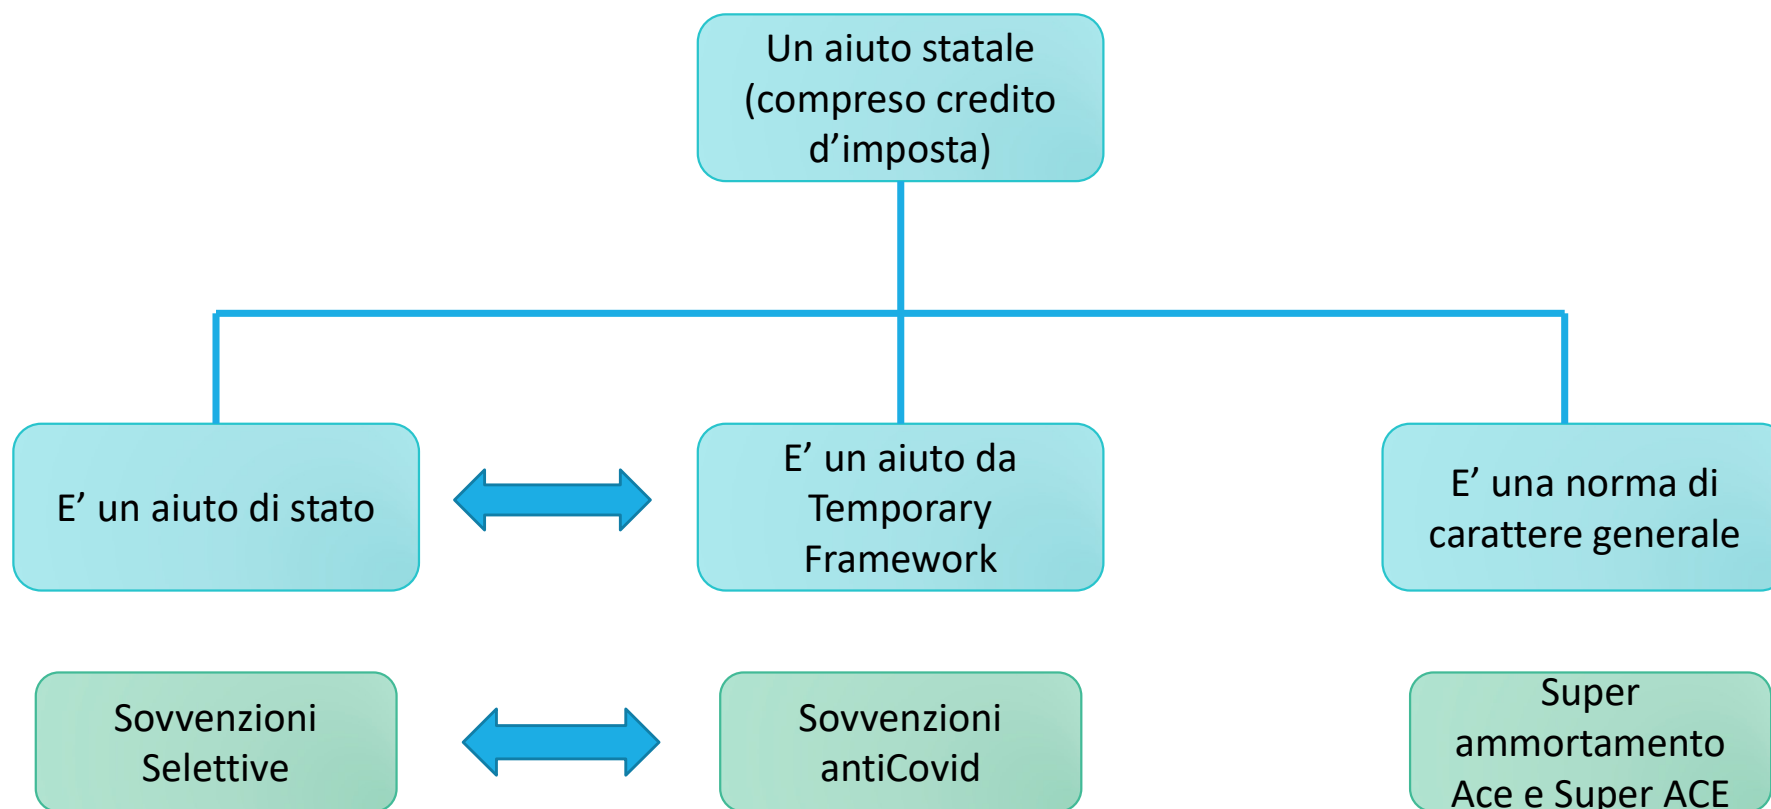 Un aiuto statale
(compreso credito
d’imposta)
E’ un aiuto di stato
E’ un aiuto da
Temporary
Framework
E’ una norma di
carattere generale
Sovvenzioni
Selettive
Sovvenzioni
antiCovid
Super
ammortamento
Ace e Super ACE